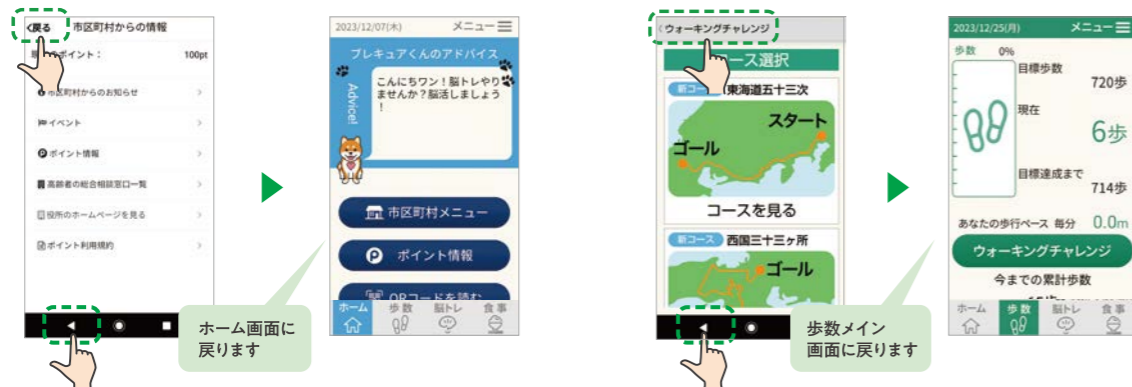 <戻る 市区町村からの情報
ポイント： 100pt
市区町村からのお知らせ
イベント
ポイント情報
高齢者の総合相談窓口一覧
役所のホームページを見る
ポイント利用規約
ホーム画面に
戻ります
2023/12/07(木) メニュー
ブレキュアくんのアドバイス
Advice!
こんにちワン！脳トレやり
ませんか？脳活しましょう
！
市区町村メニュー
ポイント情報
QRコードを読む
ホーム 歩数 脳トレ 食事
〈ウォーキングチャレンジ
コース選択
新コース 東海道五十三次
スタート
ゴール
コースを見る
新コース 西国三十三ヶ所
ゴール
歩数メイン
画面に戻ります
2023/12/25(月) メニュー
歩数 0%
目標歩数
720歩
現在
6歩
目標達成まで
714歩
あなたの歩行ペース 毎分 0.0m
ウォーキングチャレンジ
今までの累計歩数
ホーム 歩数 脳トレ 食事